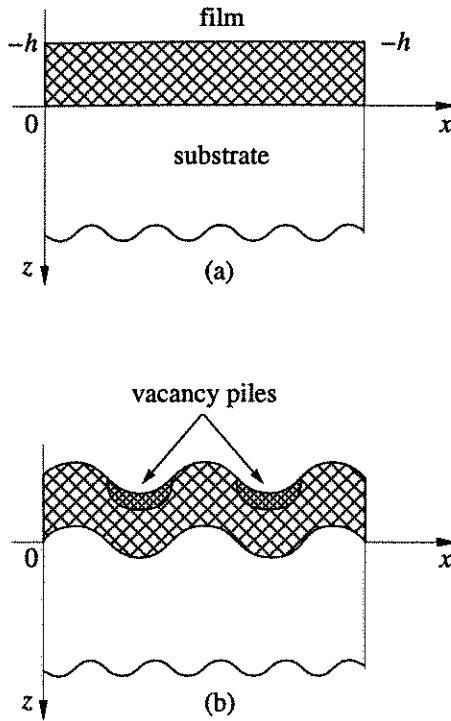 film
−h
−h
0
x
substrate
z
(a)
vacancy piles
0
x
z
(b)